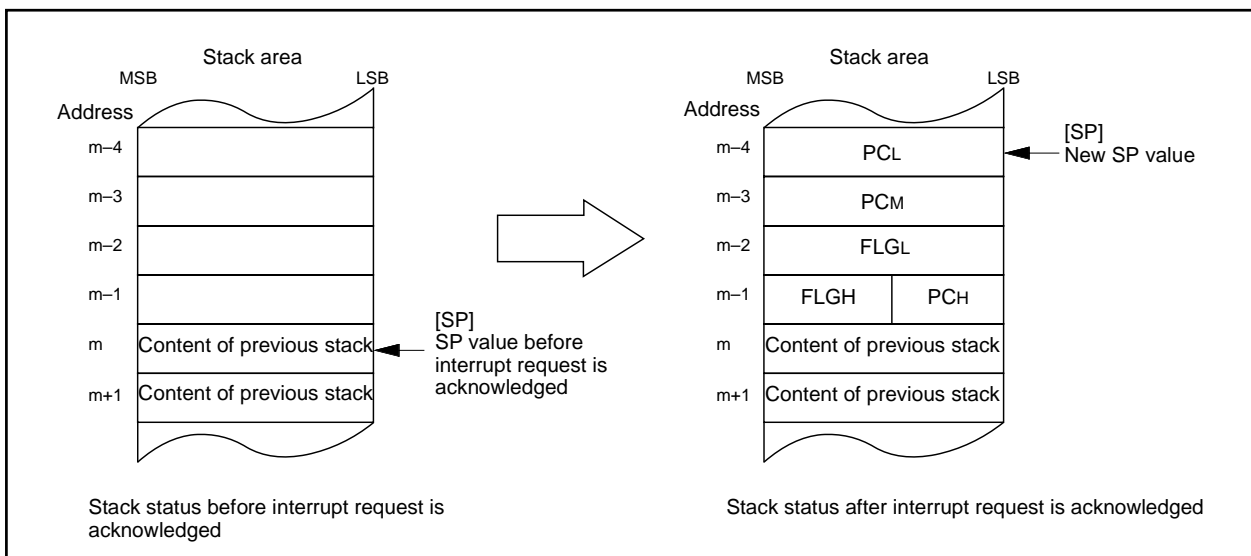 Stack area
MSB
LSB
Address
m–4
m–3
m–2
m–1
m
Content of previous stack
m+1
Content of previous stack
[SP]
SP value before
interrupt request is
acknowledged
Stack status before interrupt request is
acknowledged
Stack area
MSB
LSB
Address
m–4
PCL
m–3
PCM
m–2
FLGL
m–1
FLGH
PCH
m
Content of previous stack
m+1
Content of previous stack
[SP]
New SP value
Stack status after interrupt request is acknowledged